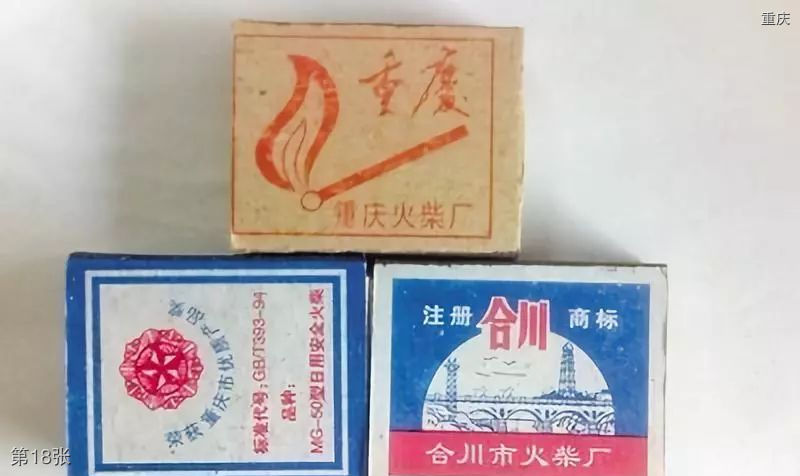 重庆
重慶
重庆火柴厂
荣获重庆市优质产品奖
标准代号:GB/T393-94
品种:
MG-50型日用安全火柴
注册 合川 商标
合川市火柴厂
第18张